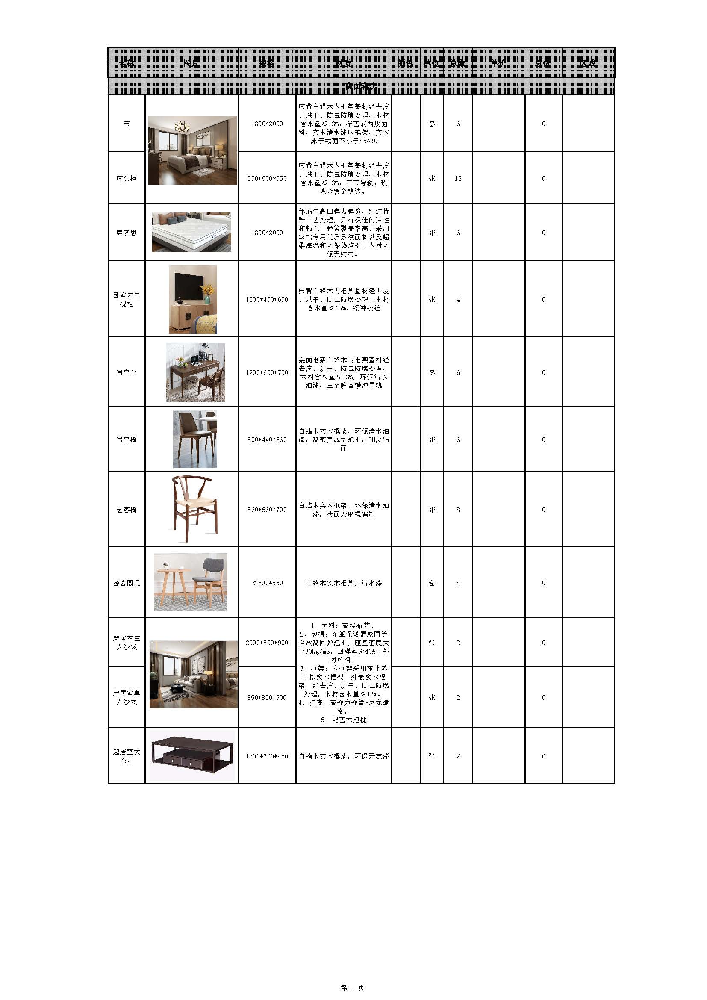 名称 图片 规格 材质 颜色 单位 总数 单价 总价 区域
南面套房
床 1800*2000 床背白蜡木内框架基材经去皮
、烘干、防虫防腐处理，木材
含水量≤13%，布艺或西皮面
料，实木清水漆床框架，实木
床子截面不小于45*30 套 6 0
床头柜 550*500*550 床背白蜡木内框架基材经去皮
、烘干、防虫防腐处理，木材
含水量≤13%，三节导轨，玫
瑰金镀金镶边。 张 12 0
席梦思 1800*2000 邦尼尔高回弹力弹簧，经过特
殊工艺处理，具有极佳的弹性
和韧性，弹簧覆盖率高。采用
宾馆专用优质条纹面料以及超
柔海绵和环保热熔棉，内衬环
保无纺布。 张 6 0
卧室内电
视柜 1600*400*650 床背白蜡木内框架基材经去皮
、烘干、防虫防腐处理，木材
含水量≤13%，缓冲铰链 张 4 0
写字台 1200*600*750 桌面框架白蜡木内框架基材经
去皮、烘干、防虫防腐处理，
木材含水量≤13%，环保清水
油漆，三节静音缓冲导轨 套 6 0
写字椅 500*440*860 白蜡木实木框架，环保清水油
漆，高密度成型泡棉，PU皮饰
面 张 6 0
会客椅 560*560*790 白蜡木实木框架，环保清水油
漆，椅面为麻绳编制 张 8 0
会客圆几 φ600*550 白蜡木实木框架，清水漆 套 4 0
起居室三
人沙发 2000*800*900 张 2 0
1、面料：高级布艺。
2、泡棉：东亚圣诺盟或同等
档次高回弹泡棉，座垫密度大
于30kg/m3，回弹率≥40%，外
衬丝棉。
3、框架：内框架采用东北落
叶松实木框架，外嵌实木框
架，经去皮、烘干、防虫防腐
处理，木材含水量≤13%。
4、打底：高弹力弹簧+尼龙绷
带。
5、配艺术抱枕
起居室单
人沙发 850*850*900 张 2 0
起居室大
茶几 1200*600*450 白蜡木实木框架，环保开放漆 张 2 0
第 1 页